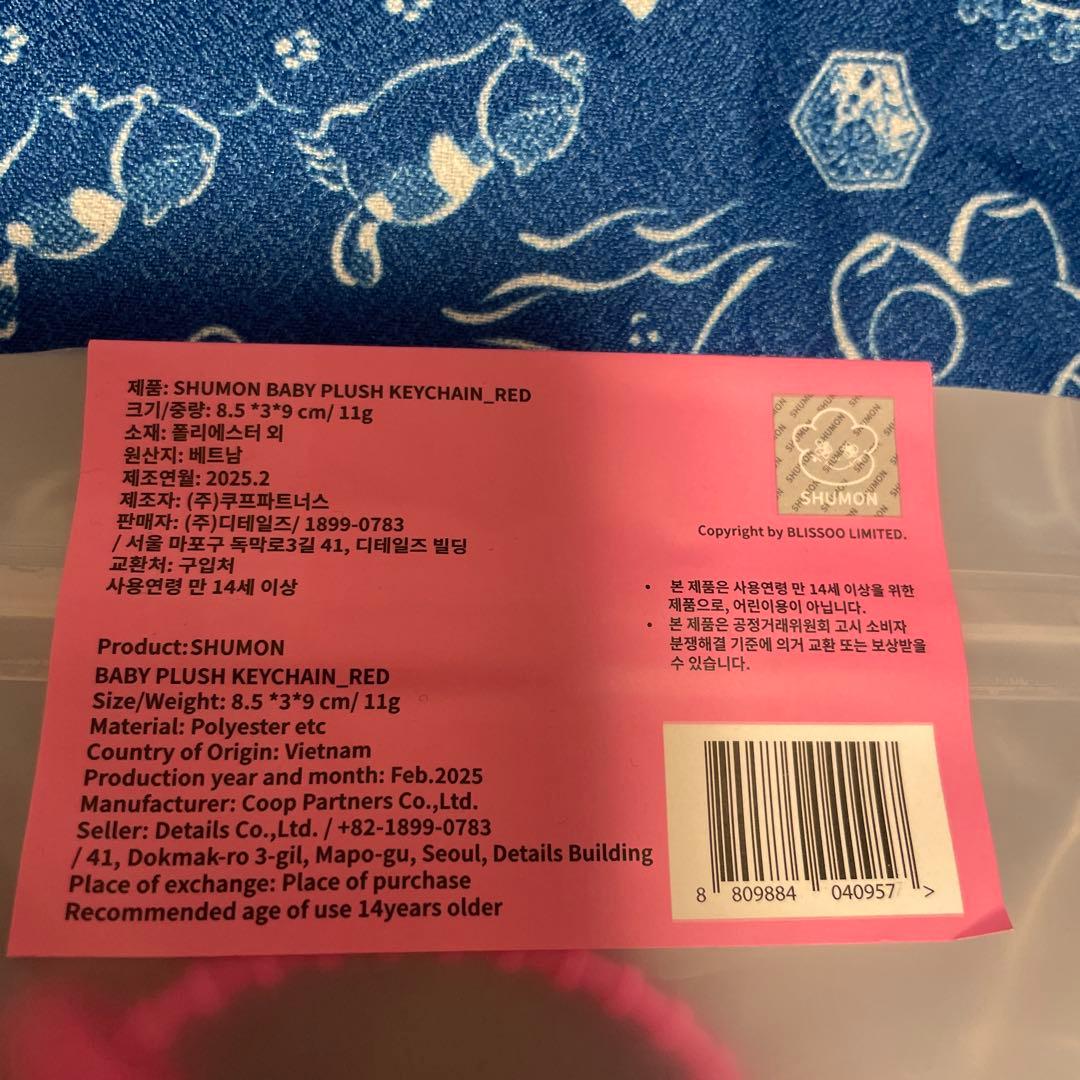 제품: SHUMON BABY PLUSH KEYCHAIN_RED
크기/중량: 8.5 *3*9 cm/ 11g
소재: 폴리에스터 외
원산지: 베트남
제조연월: 2025.2
제조자: (주)쿠프파트너스
판매자: (주)디테일즈/ 1899-0783
/ 서울 마포구 독막로3길 41, 디테일즈 빌딩
교환처: 구입처
사용연령 만 14세 이상
Product:SHUMON
BABY PLUSH KEYCHAIN_RED
Size/Weight: 8.5 *3*9 cm/ 11g
Material: Polyester etc
Country of Origin: Vietnam
Production year and month: Feb.2025
Manufacturer: Coop Partners Co.,Ltd.
Seller: Details Co.,Ltd. / +82-1899-0783
/ 41, Dokmak-ro 3-gil, Mapo-gu, Seoul, Details Building
Place of exchange: Place of purchase
Recommended age of use 14years older
SHUMON
Copyright by BLISSOO LIMITED.
• 본 제품은 사용연령 만 14세 이상을 위한
제품으로, 어린이용이 아닙니다.
• 본 제품은 공정거래위원회 고시 소비자
분쟁해결 기준에 의거 교환 또는 보상받을
수 있습니다.
8 809884 040957 >